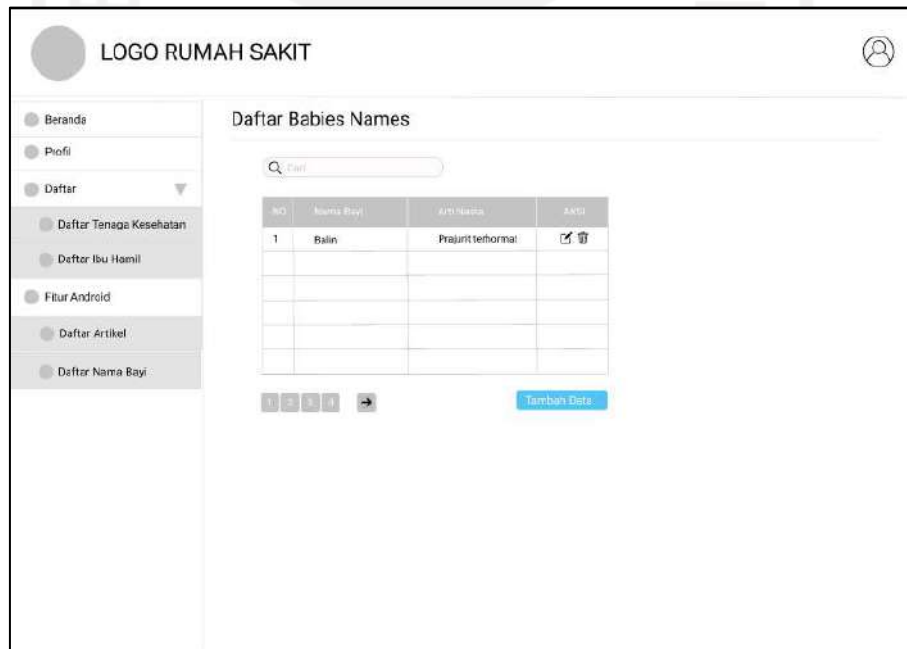 LOGO RUMAH SAKIT
Beranda
Profil
Daftar
Daftar Tenaga Kesehatan
Daftar Ibu Hamil
Fitur Android
Daftar Artikel
Daftar Nama Bayi
Daftar Babies Names
Cari
NO Nama Bayi Arti Nama Aksi
1 Balin Prajurit terhormat
1 2 3 4
Tambah Data